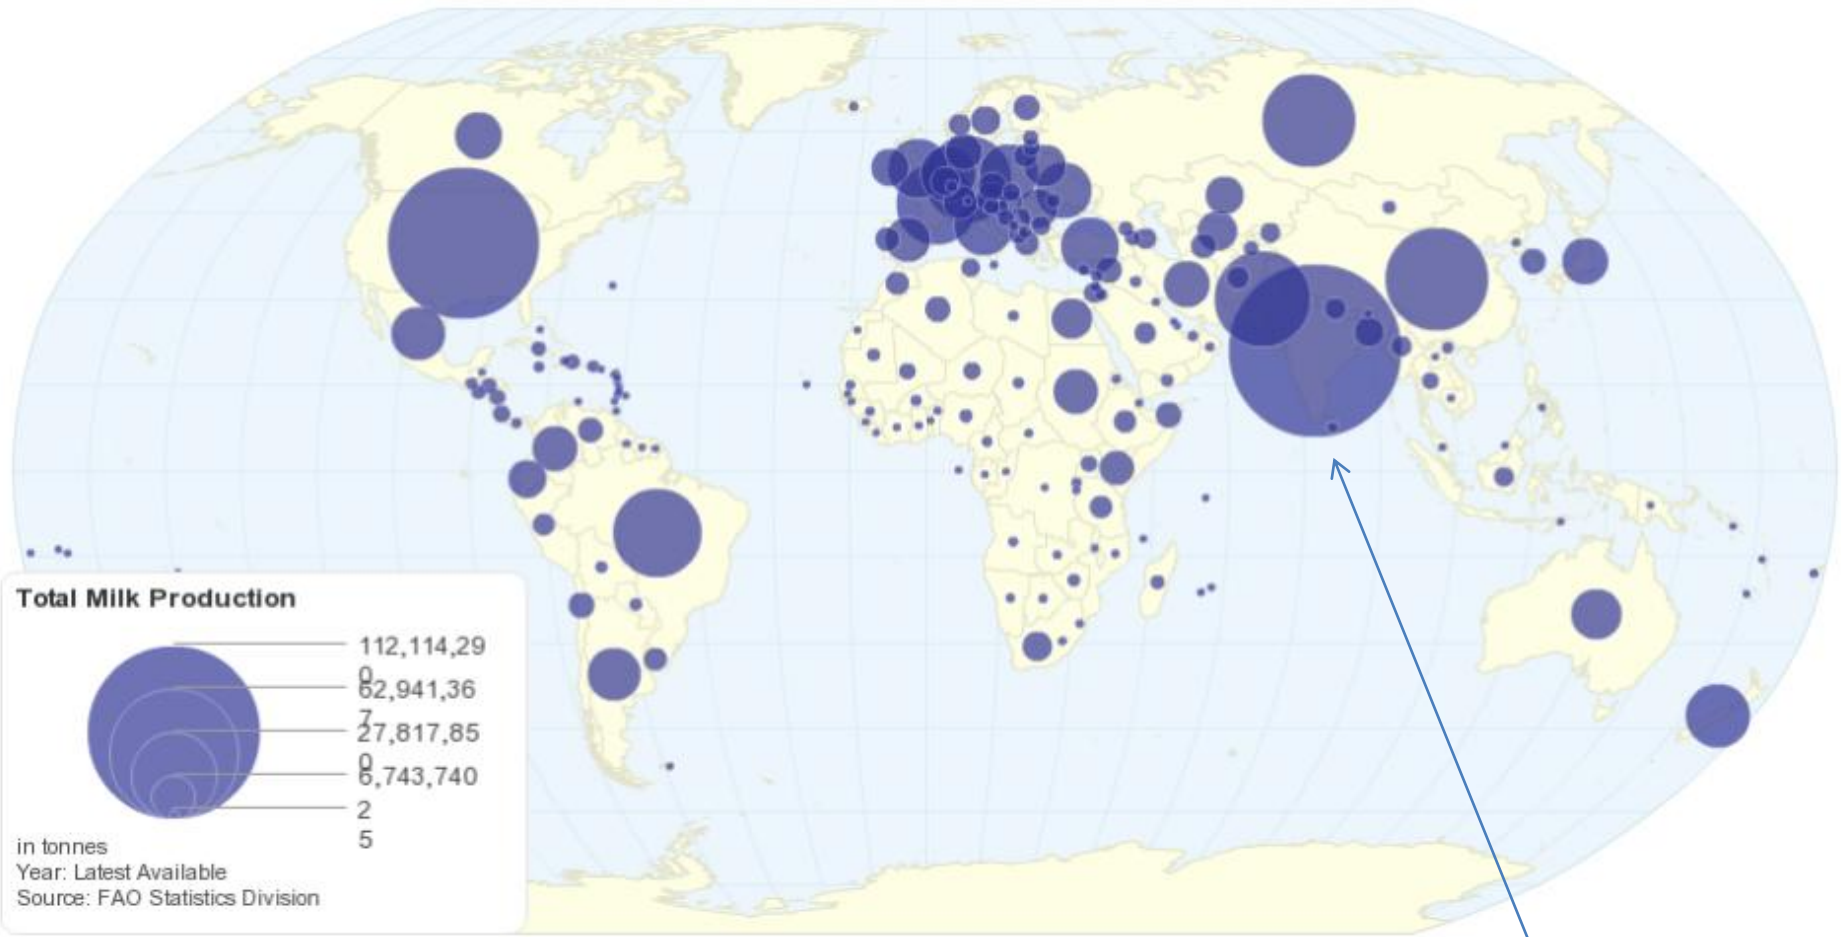 Total Milk Production
112,114,29
0
62,941,36
7
27,817,85
0
6,743,740
2
5
in tonnes
Year: Latest Available
Source: FAO Statistics Division